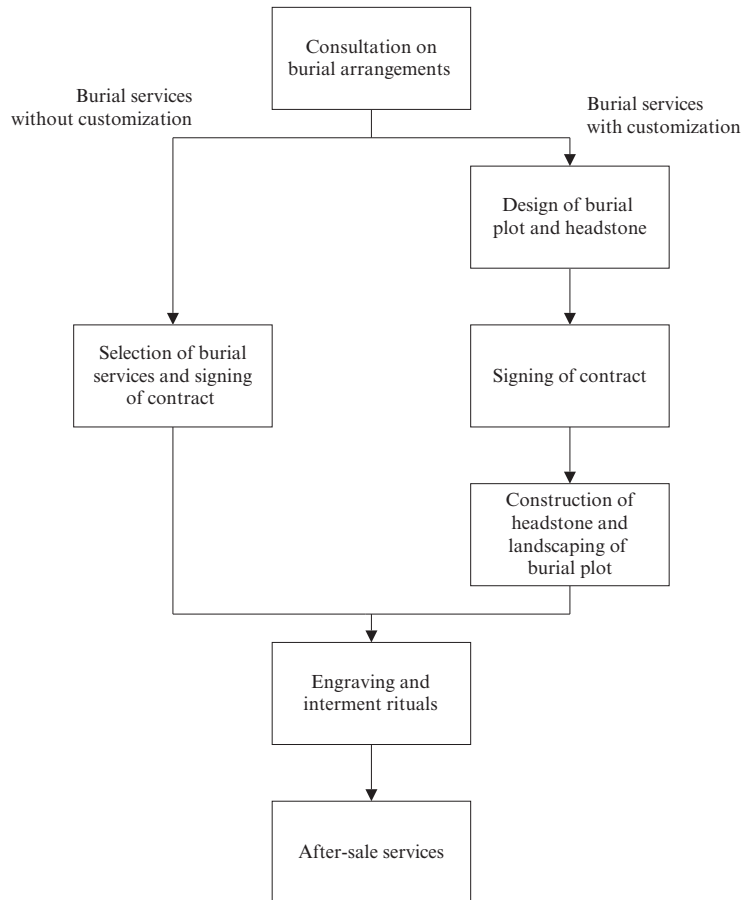 Consultation on
burial arrangements
Burial services
without customization
Burial services
with customization
Design of burial
plot and headstone
Selection of burial
services and signing
of contract
Signing of contract
Construction of
headstone and
landscaping of
burial plot
Engraving and
interment rituals
After-sale services